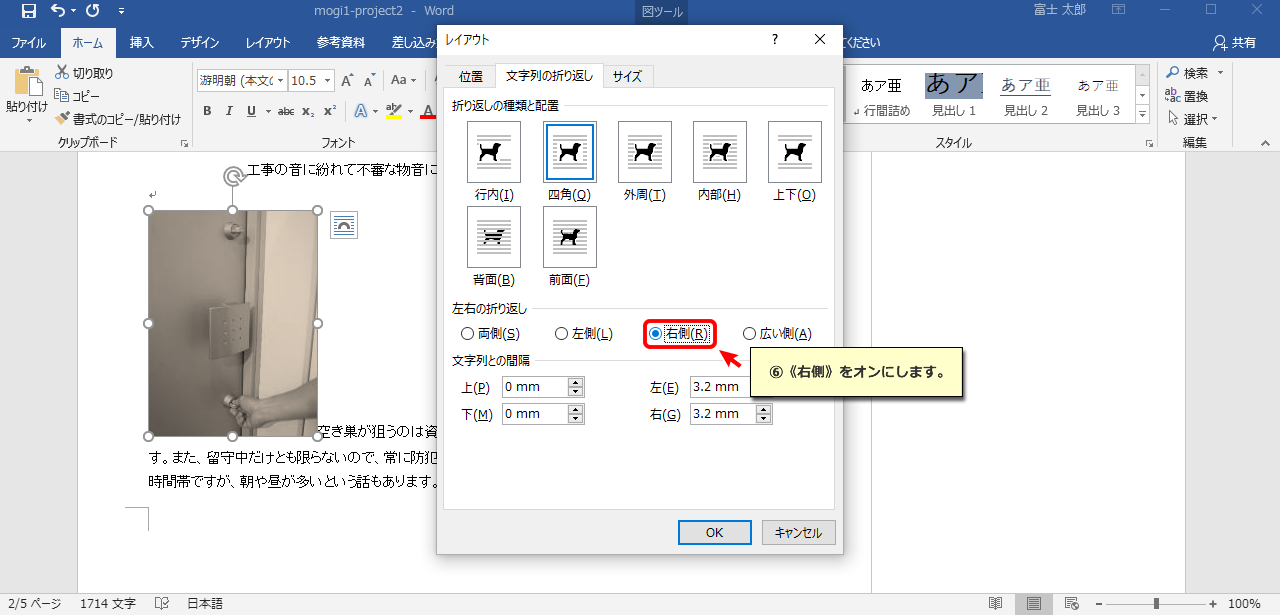 mogi1-project2 - Word
図ツール
富士 太郎
ファイル
ホーム
挿入
デザイン
レイアウト
参考資料
差し込み文
ください
共有
貼り付け
切り取り
コピー
書式のコピー/貼り付け
クリップボード
游明朝 (本文の
10.5
A
A
Aa
B
I
U
abc
x₂
x²
A
ab
A
フォント
あア亜
行間詰め
あア
見出し 1
あア亜
見出し 2
あア亜
見出し 3
スタイル
検索
置換
選択
編集
工事の音に紛れて不審な物音に
空き巣が狙うのは資
す。また、留守中だけとも限らないので、常に防犯
時間帯ですが、朝や昼が多いという話もあります。
レイアウト
?
位置
文字列の折り返し
サイズ
折り返しの種類と配置
行内(I)
四角(Q)
外周(T)
内部(H)
上下(O)
背面(B)
前面(F)
左右の折り返し
両側(S)
左側(L)
右側(R)
広い側(A)
⑥《右側》をオンにします。
文字列との間隔
上(P)
0 mm
左(E)
3.2 mm
下(M)
0 mm
右(G)
3.2 mm
OK
キャンセル
2/5 ページ
1714 文字
日本語
100%